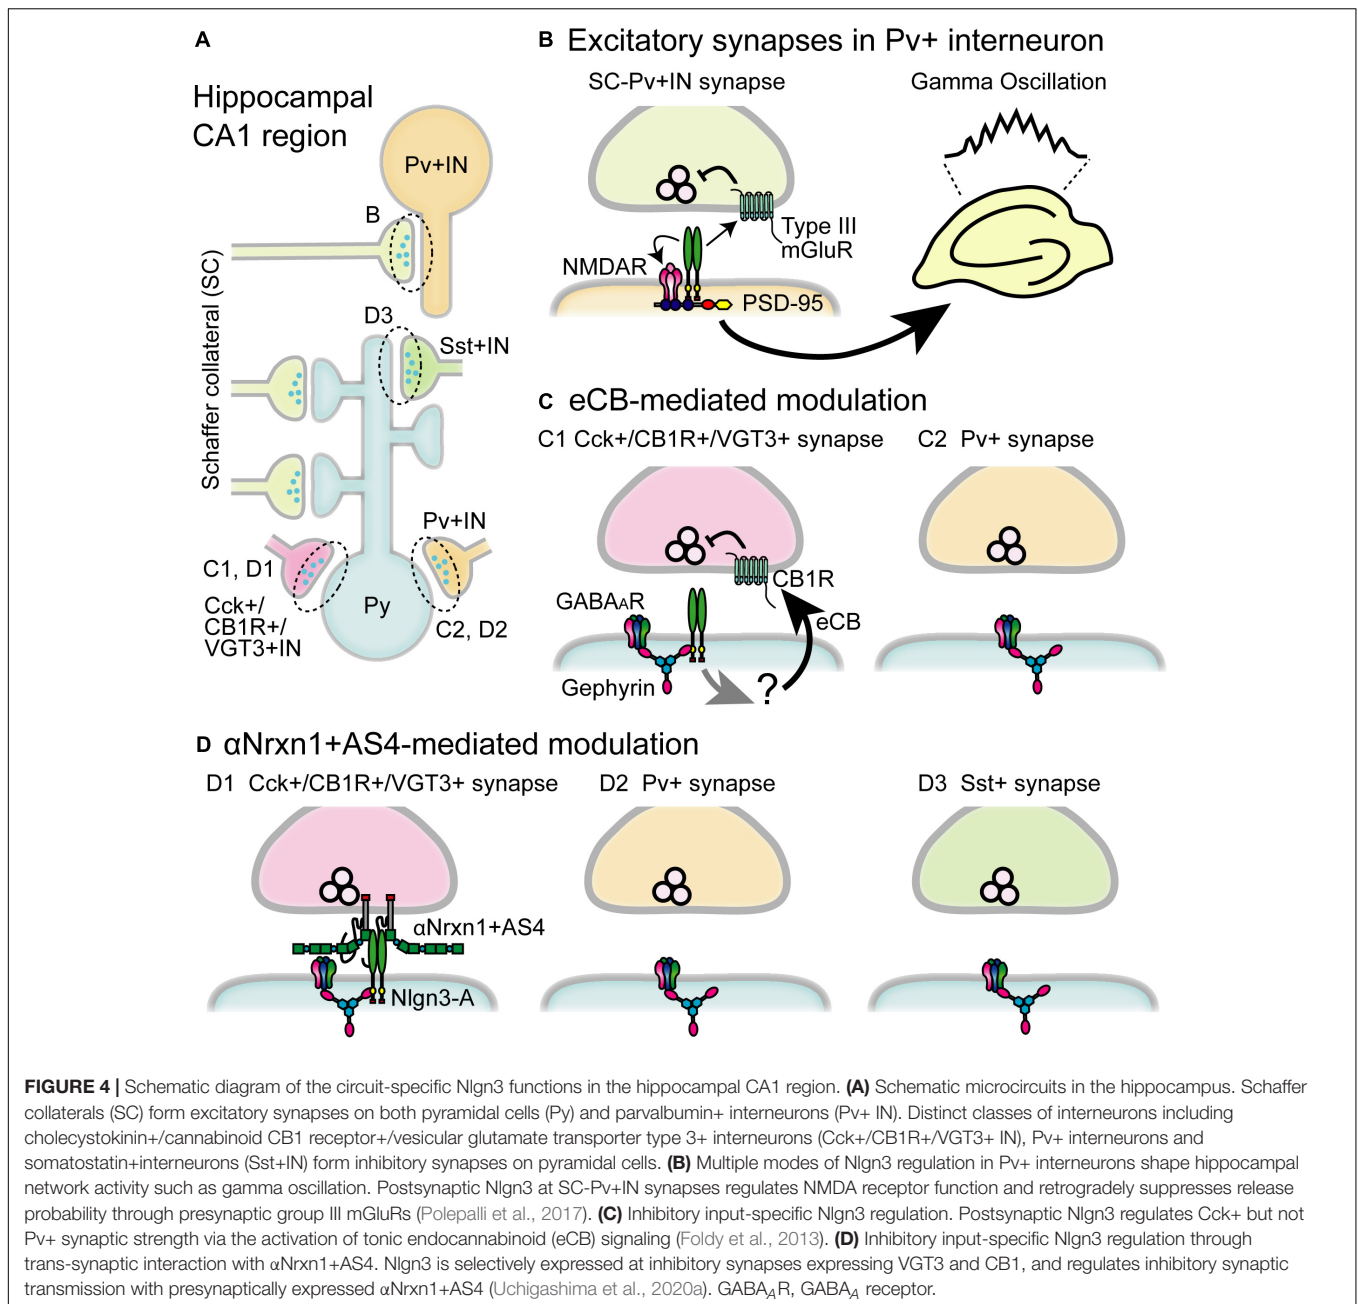 A
Hippocampal
CA1 region
Pv+IN
B
Schaffer collateral (SC)
D3
Sst+IN
Pv+IN
C1, D1
Cck+/
CB1R+/
VGT3+IN
Py
C2, D2
B Excitatory synapses in Pv+ interneuron
SC-Pv+IN synapse
Gamma Oscillation
Type III
mGluR
NMDAR
PSD-95
C eCB-mediated modulation
C1 Cck+/CB1R+/VGT3+ synapse
C2 Pv+ synapse
CB1R
GABAAR
eCB
Gephyrin
?
D αNrxn1+AS4-mediated modulation
D1 Cck+/CB1R+/VGT3+ synapse
D2 Pv+ synapse
D3 Sst+ synapse
αNrxn1+AS4
Nlgn3-A
FIGURE 4 | Schematic diagram of the circuit-specific Nlgn3 functions in the hippocampal CA1 region. (A) Schematic microcircuits in the hippocampus. Schaffer
collaterals (SC) form excitatory synapses on both pyramidal cells (Py) and parvalbumin+ interneurons (Pv+ IN). Distinct classes of interneurons including
cholecystokinin+/cannabinoid CB1 receptor+/vesicular glutamate transporter type 3+ interneurons (Cck+/CB1R+/VGT3+ IN), Pv+ interneurons and
somatostatin+interneurons (Sst+IN) form inhibitory synapses on pyramidal cells. (B) Multiple modes of Nlgn3 regulation in Pv+ interneurons shape hippocampal
network activity such as gamma oscillation. Postsynaptic Nlgn3 at SC-Pv+IN synapses regulates NMDA receptor function and retrogradely suppresses release
probability through presynaptic group III mGluRs (Polepalli et al., 2017). (C) Inhibitory input-specific Nlgn3 regulation. Postsynaptic Nlgn3 regulates Cck+ but not
Pv+ synaptic strength via the activation of tonic endocannabinoid (eCB) signaling (Foldy et al., 2013). (D) Inhibitory input-specific Nlgn3 regulation through
trans-synaptic interaction with αNrxn1+AS4. Nlgn3 is selectively expressed at inhibitory synapses expressing VGT3 and CB1, and regulates inhibitory synaptic
transmission with presynaptically expressed αNrxn1+AS4 (Uchigashima et al., 2020a). GABAAR, GABAA receptor.